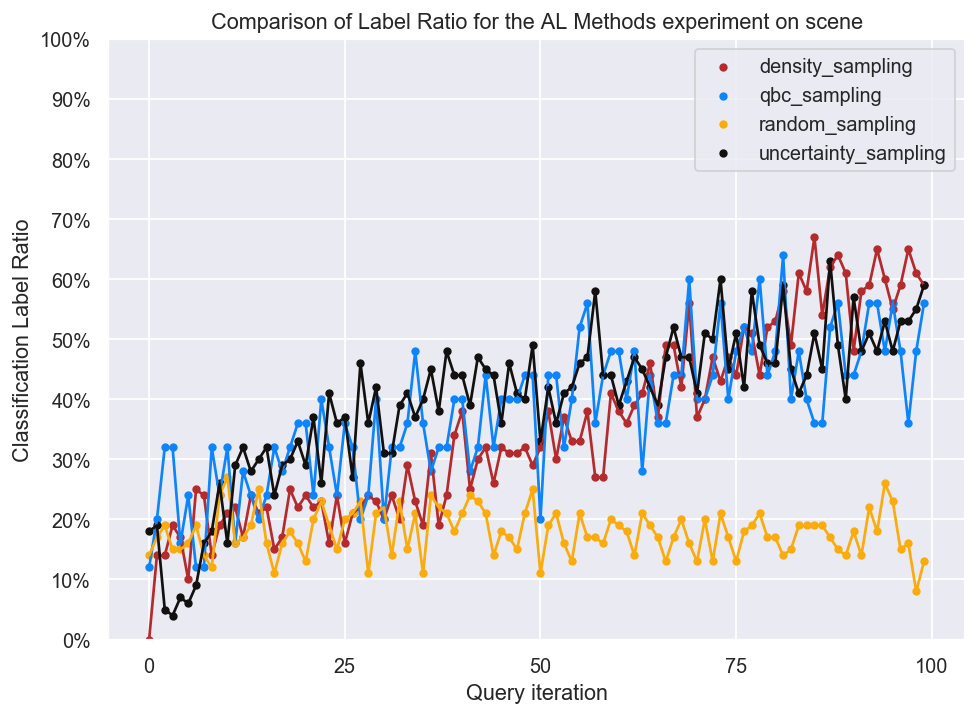 Comparison of Label Ratio for the AL Methods experiment on scene
100%
90%
80%
70%
60%
50%
40%
30%
20%
10%
0%
Classification Label Ratio
density_sampling
qbc_sampling
random_sampling
uncertainty_sampling
0 25 50 75 100
Query iteration